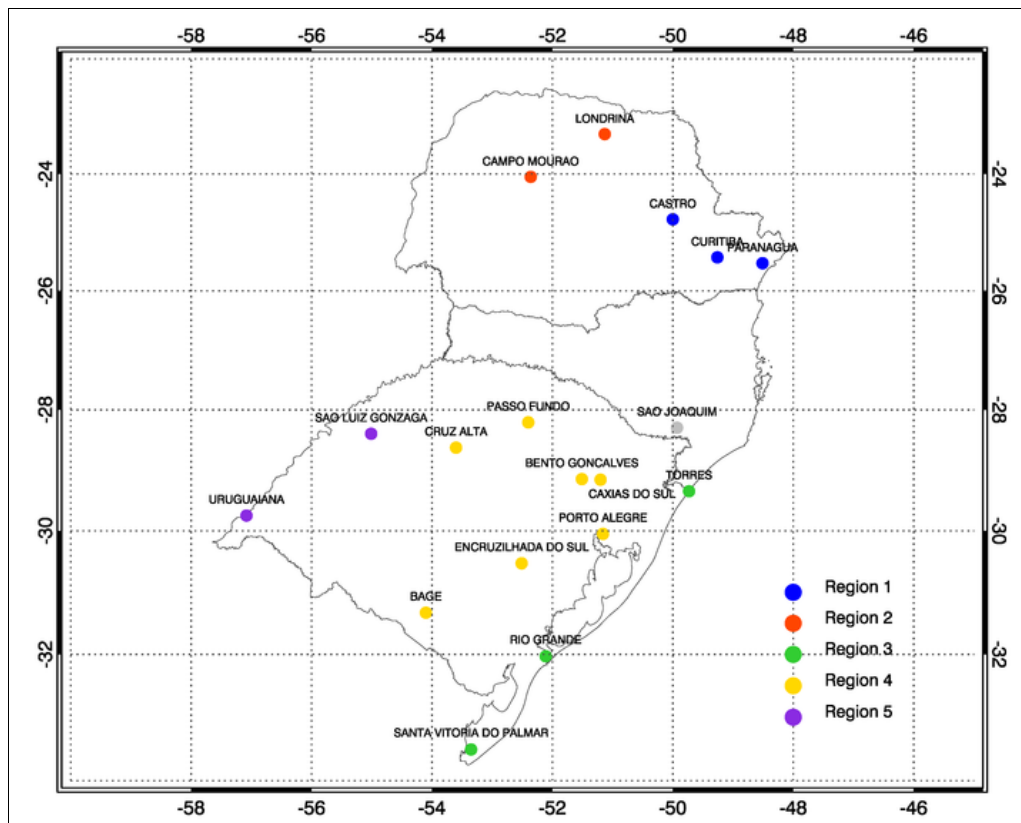 -58 -56 -54 -52 -50 -48 -46
LONDRINA
CAMPO MOURAO
-24 -24
CASTRO
CURITIBA
PARANAGUA
-26 -26
-28 -28
PASSO FUNDO
SAO JOAQUIM
SAO LUIZ GONZAGA
CRUZ ALTA
BENTO GONCALVES
TORRES
CAXIAS DO SUL
URUGUAIANA
PORTO ALEGRE
-30 -30
ENCRUZILHADA DO SUL
Region 1
BAGE
Region 2
RIO GRANDE
Region 3
-32 -32
Region 4
Region 5
SANTA VITORIA DO PALMAR
-58 -56 -54 -52 -50 -48 -46